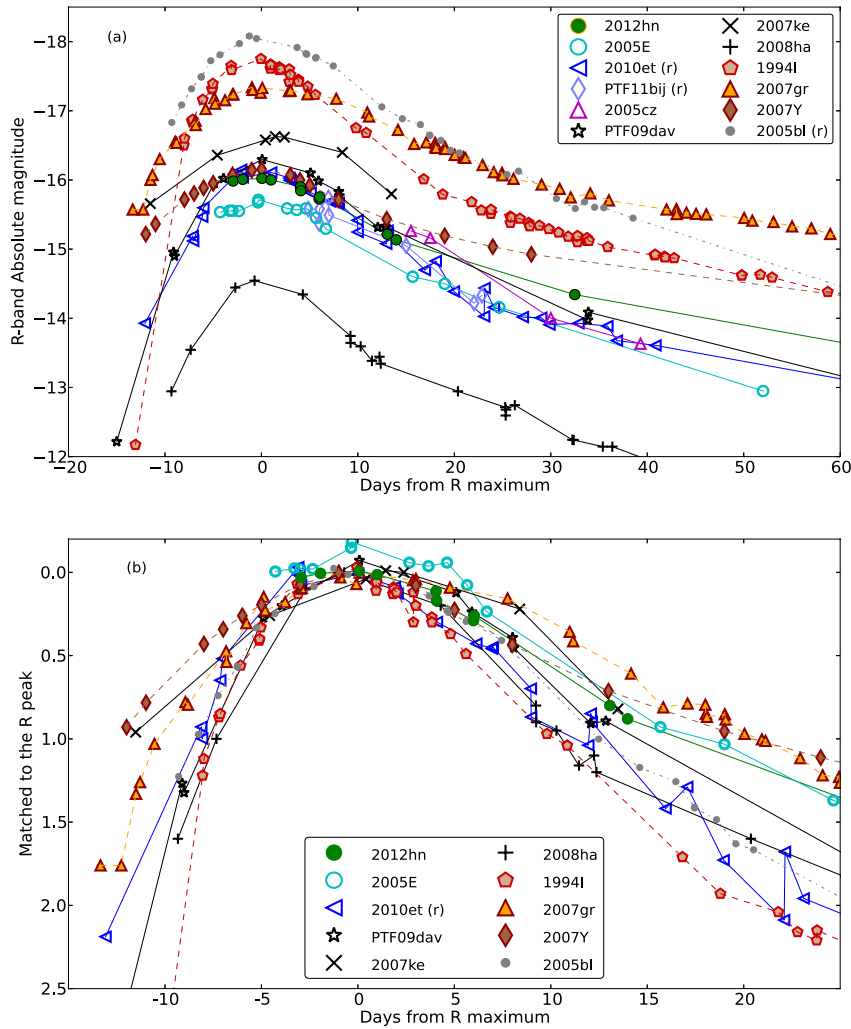 (a)
2012hn
2005E
2010et (r)
PTF11bij (r)
2005cz
PTF09dav
2007ke
2008ha
1994I
2007gr
2007Y
2005bl (r)
R-band Absolute magnitude
−18
−17
−16
−15
−14
−13
−12
−20
−10
0
10
20
30
40
50
60
Days from R maximum
(b)
Matched to the R peak
0.0
0.5
1.0
1.5
2.0
2.5
2012hn
2005E
2010et (r)
PTF09dav
2007ke
2008ha
1994I
2007gr
2007Y
2005bl
-10
-5
0
5
10
15
20
Days from R maximum